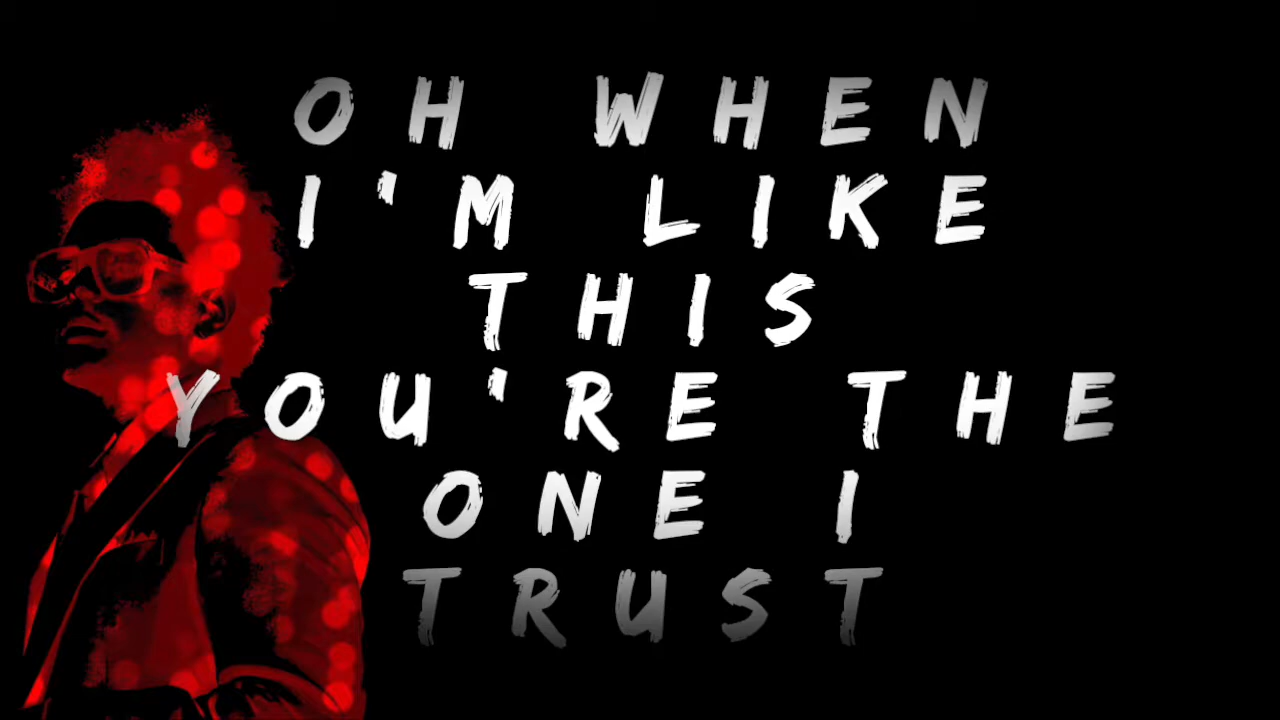 OH WHEN
I'M LIKE
THIS
YOU'RE THE
ONE I
TRUST